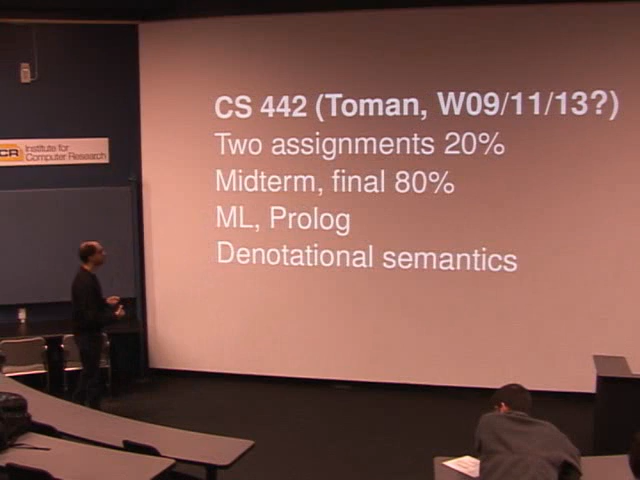 CS 442 (Toman, W09/11/13?)
Two assignments 20%
Midterm, final 80%
ML, Prolog
Denotational semantics
CR Institute for
Computer Research